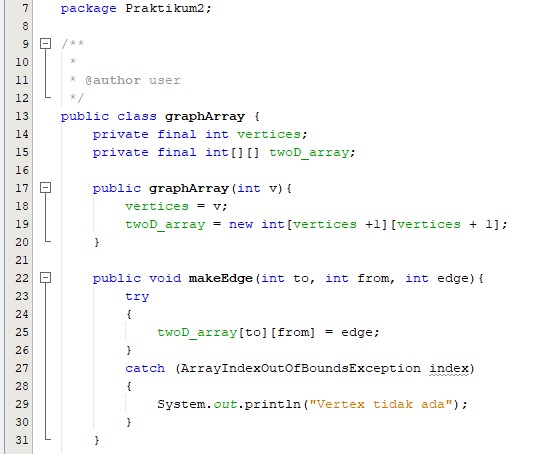 7 package Praktikum2;
8
9 /**
10 *
11 * @author user
12 */
13 public class graphArray {
14 private final int vertices;
15 private final int[][] twoD_array;
16
17 public graphArray(int v){
18 vertices = v;
19 twoD_array = new int[vertices +1][vertices + 1];
20 }
21
22 public void makeEdge(int to, int from, int edge){
23 try
24 {
25 twoD_array[to][from] = edge;
26 }
27 catch (ArrayIndexOutOfBoundsException index)
28 {
29 System.out.println("Vertex tidak ada");
30 }
31 }